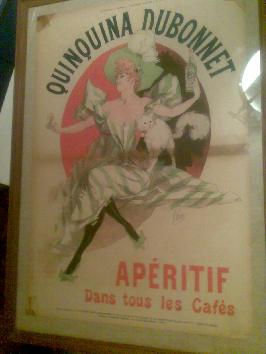 QUINQUINA DUBONNET
APÉRITIF
Dans tous les Cafés